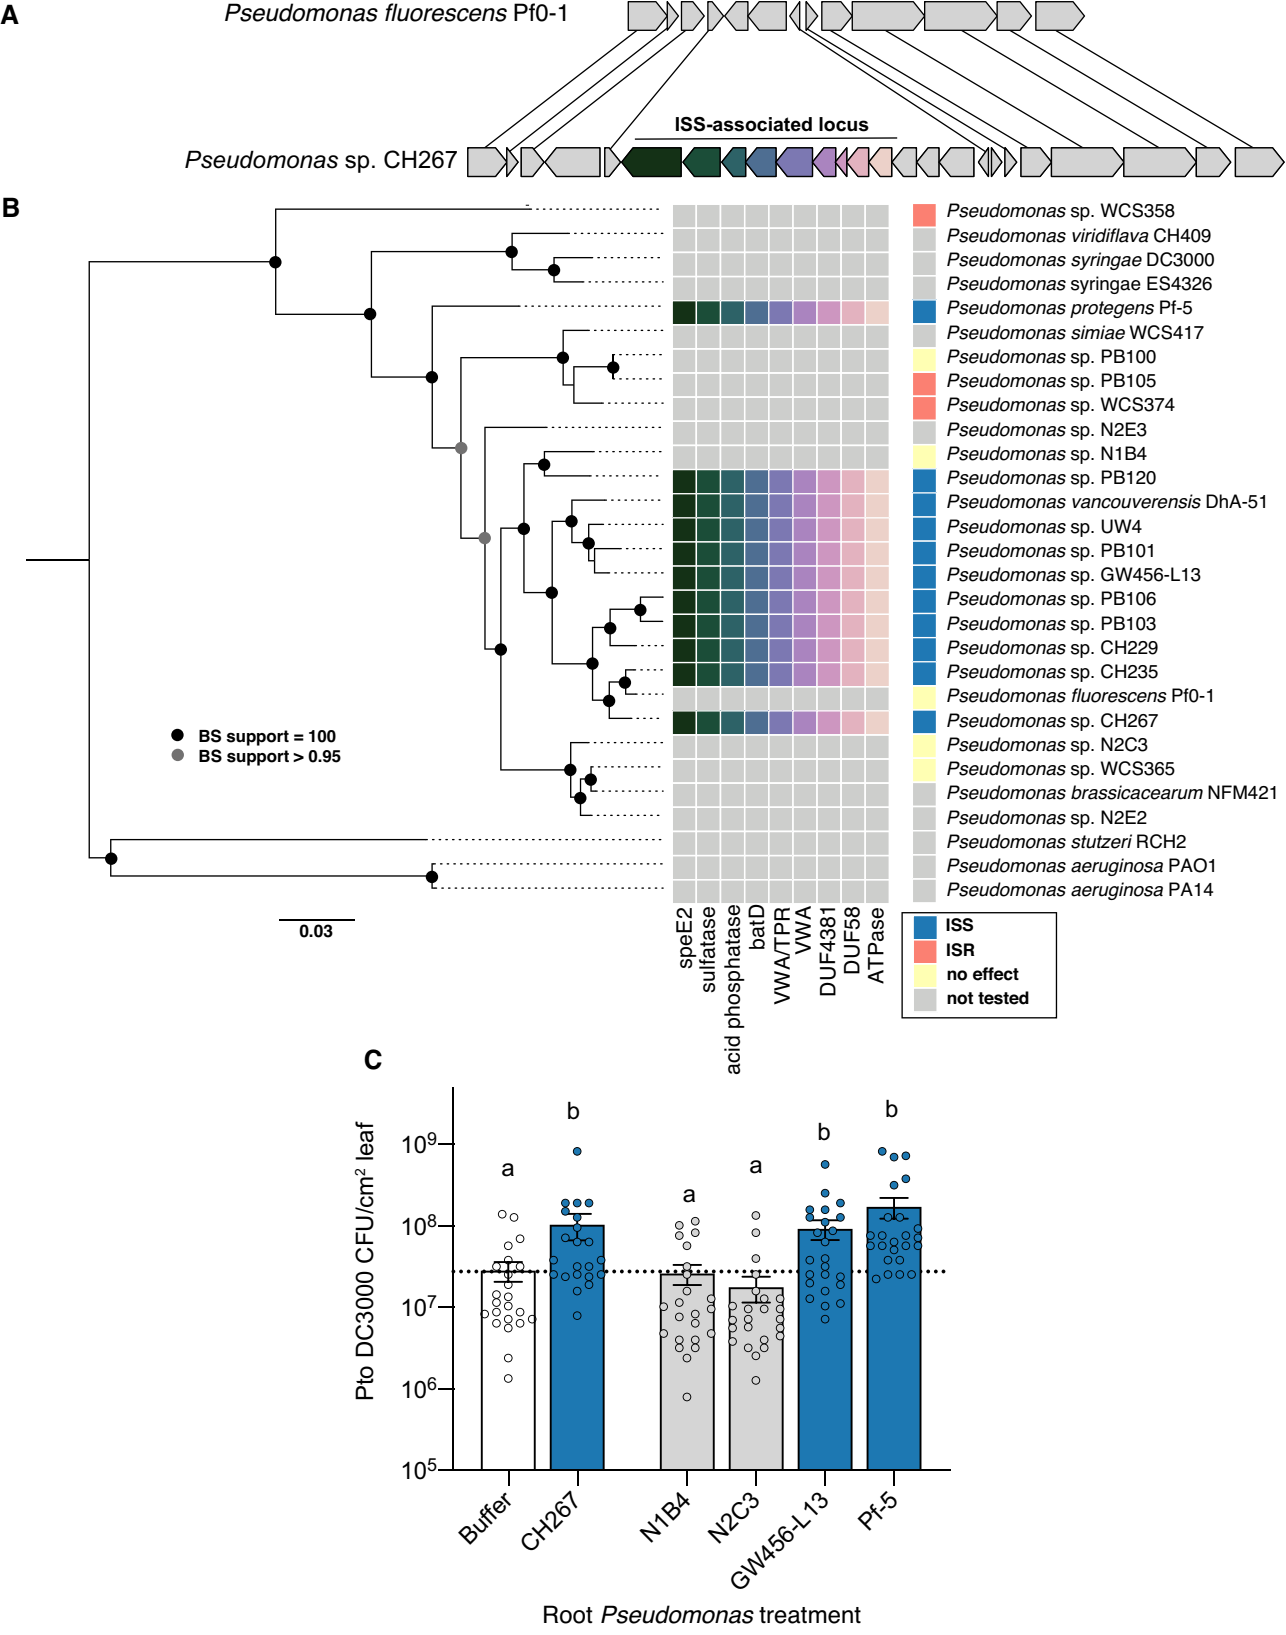 A
Pseudomonas fluorescens Pf0-1
ISS-associated locus
Pseudomonas sp. CH267
B
Pseudomonas sp. WCS358
Pseudomonas viridiflava CH409
Pseudomonas syringae DC3000
Pseudomonas syringae ES4326
Pseudomonas protegens Pf-5
Pseudomonas simiae WCS417
Pseudomonas sp. PB100
Pseudomonas sp. PB105
Pseudomonas sp. WCS374
Pseudomonas sp. N2E3
Pseudomonas sp. N1B4
Pseudomonas sp. PB120
Pseudomonas vancouverensis DhA-51
Pseudomonas sp. UW4
Pseudomonas sp. PB101
Pseudomonas sp. GW456-L13
Pseudomonas sp. PB106
Pseudomonas sp. PB103
Pseudomonas sp. CH229
Pseudomonas sp. CH235
Pseudomonas fluorescens Pf0-1
Pseudomonas sp. CH267
Pseudomonas sp. N2C3
Pseudomonas sp. WCS365
Pseudomonas brassicacearum NFM421
Pseudomonas sp. N2E2
Pseudomonas stutzeri RCH2
Pseudomonas aeruginosa PAO1
Pseudomonas aeruginosa PA14
BS support = 100
BS support > 0.95
0.03
speE2
sulfatase
acid phosphatase
batD
VWA/TPR
VWA
DUF4381
DUF58
ATPase
ISS
ISR
no effect
not tested
C
Pto DC3000 CFU/cm² leaf
10⁹
10⁸
10⁷
10⁶
10⁵
a
b
a
a
b
b
Buffer
CH267
N1B4
N2C3
GW456-L13
Pf-5
Root Pseudomonas treatment